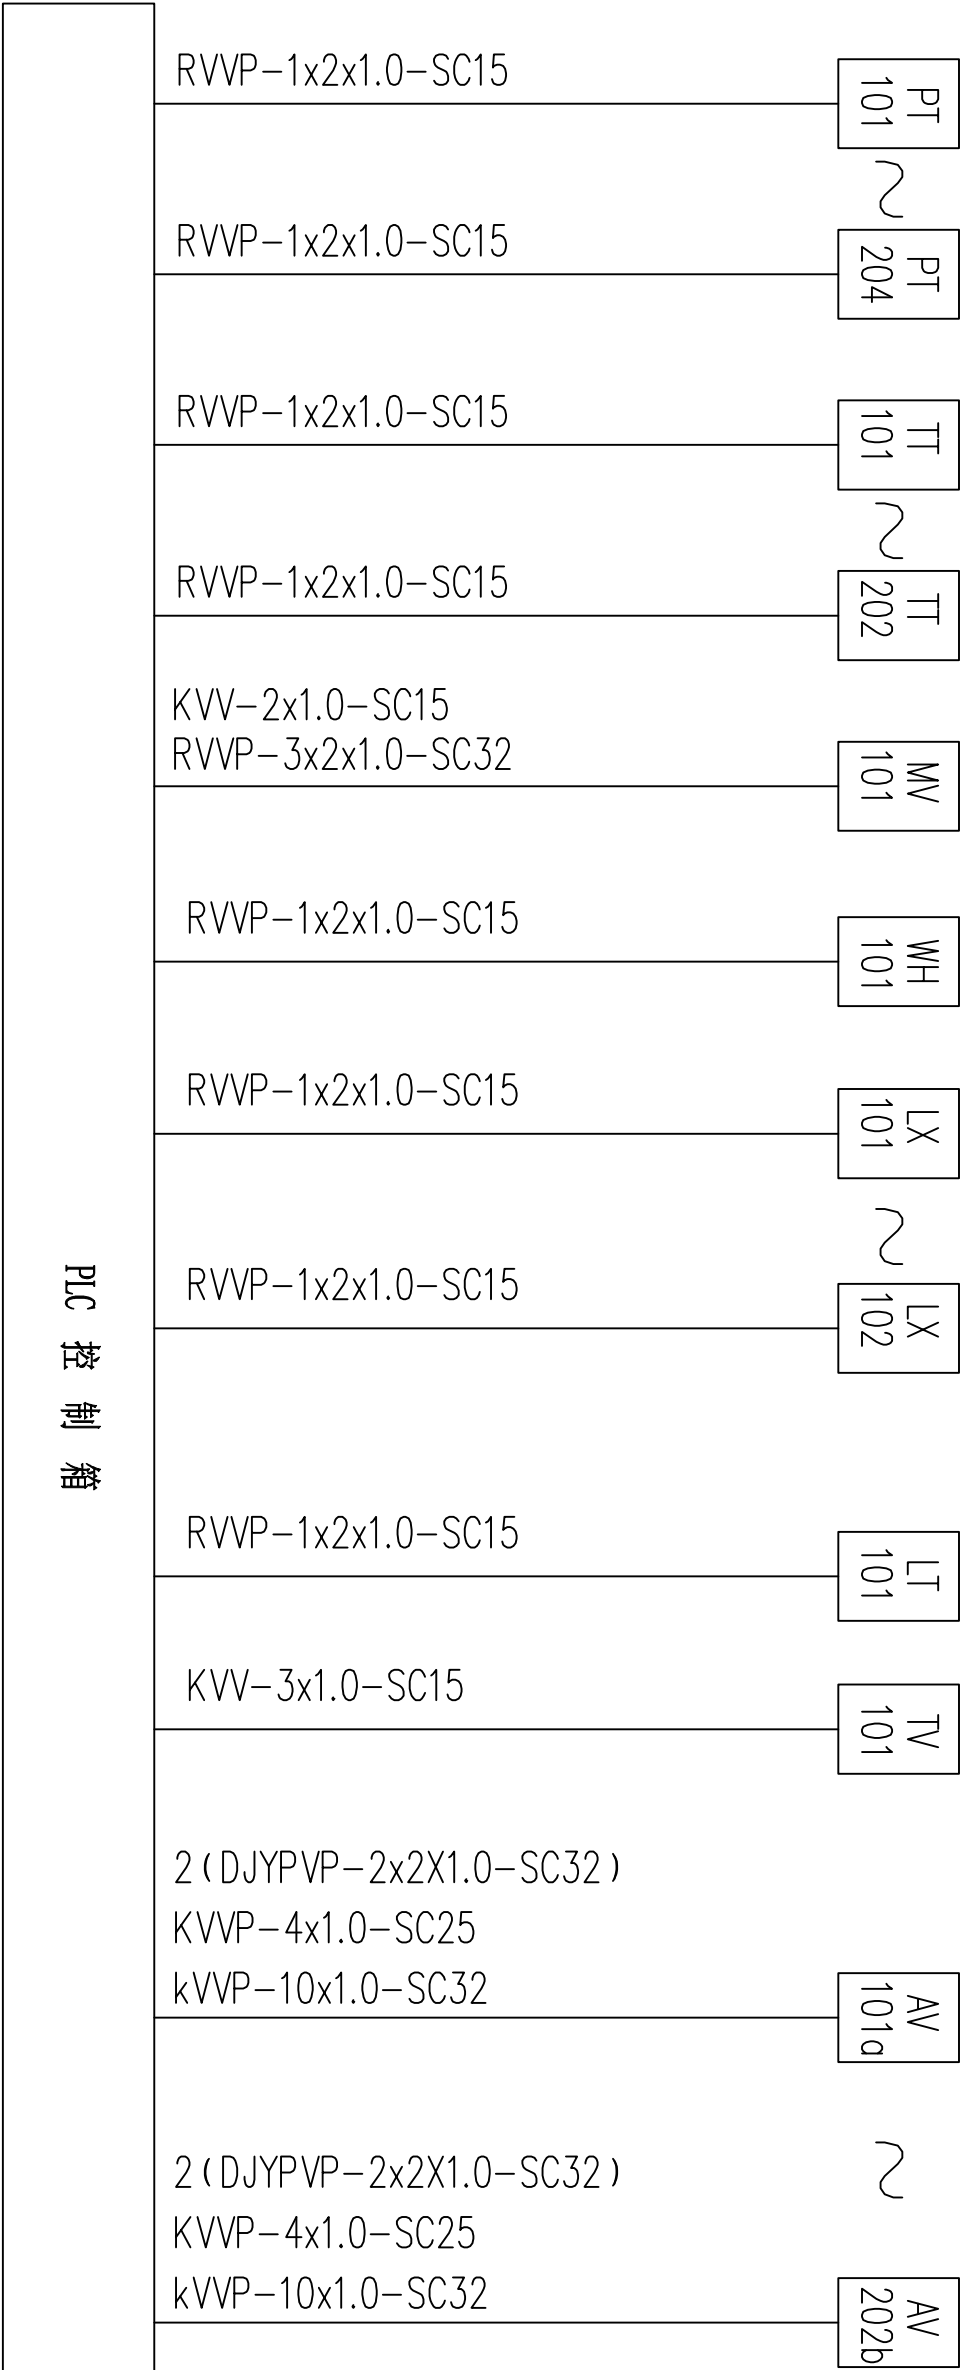 RVVP-1x2x1.0-SC15
PT
101
~
RVVP-1x2x1.0-SC15
PT
204
RVVP-1x2x1.0-SC15
TT
101
~
RVVP-1x2x1.0-SC15
TT
202
KVV-2x1.0-SC15
RVVP-3x2x1.0-SC32
MV
101
RVVP-1x2x1.0-SC15
WH
101
RVVP-1x2x1.0-SC15
LX
101
~
RVVP-1x2x1.0-SC15
LX
102
PLC 控制箱
RVVP-1x2x1.0-SC15
LT
101
KVV-3x1.0-SC15
TV
101
2(DJYPVP-2x2X1.0-SC32)
KVVP-4x1.0-SC25
kVVP-10x1.0-SC32
AV
101a
~
2(DJYPVP-2x2X1.0-SC32)
KVVP-4x1.0-SC25
kVVP-10x1.0-SC32
AV
202b